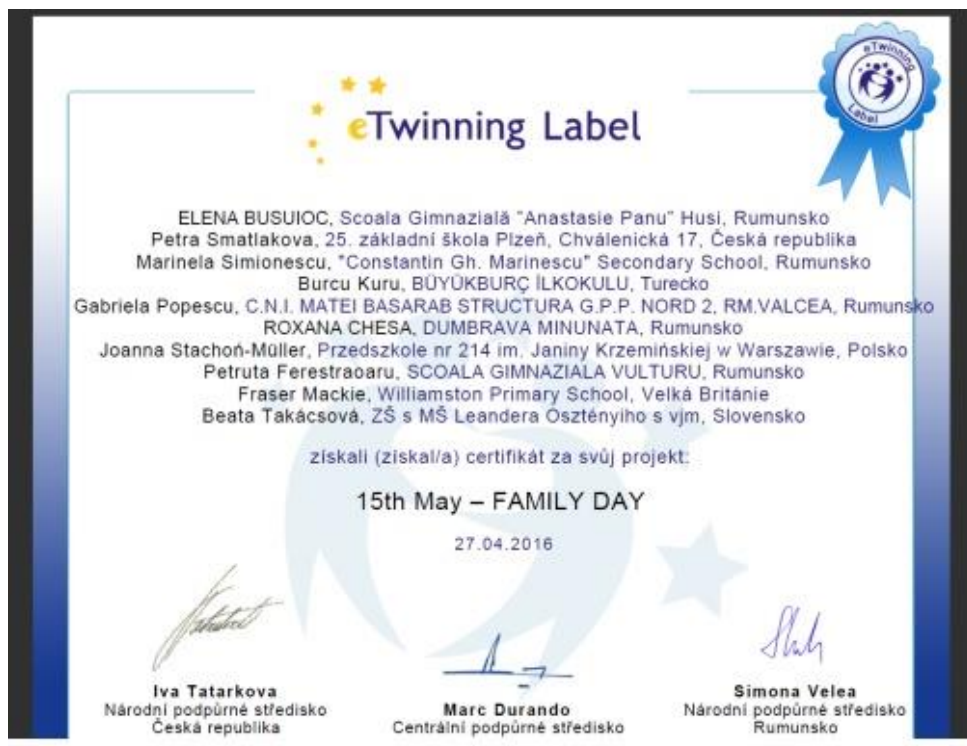 eTwinning
Label
eTwinning Label
ELENA BUSUIOC, Scoala Gimnazială "Anastasie Panu" Husi, Rumunsko
Petra Smatlakova, 25. základní škola Plzeň, Chválenická 17, Česká republika
Marinela Simionescu, "Constantin Gh. Marinescu" Secondary School, Rumunsko
Burcu Kuru, BÜYÜKBURÇ İLKOKULU, Turecko
Gabriela Popescu, C.N.I. MATEI BASARAB STRUCTURA G.P.P. NORD 2, RM.VALCEA, Rumunsko
ROXANA CHESA, DUMBRAVA MINUNATA, Rumunsko
Joanna Stachoń-Müller, Przedszkole nr 214 im. Janiny Krzemińskiej w Warszawie, Polsko
Petruta Ferestraoaru, SCOALA GIMNAZIALA VULTURU, Rumunsko
Fraser Mackie, Williamston Primary School, Velká Británie
Beata Takácsová, ZŠ s MŠ Leandera Osztényiho s vjm, Slovensko
získali (získal/a) certifikát za svůj projekt:
15th May – FAMILY DAY
27.04.2016
Iva Tatarkova
Národní podpůrné středisko
Česká republika
Marc Durando
Centrální podpůrné středisko
Simona Velea
Národní podpůrné středisko
Rumunsko